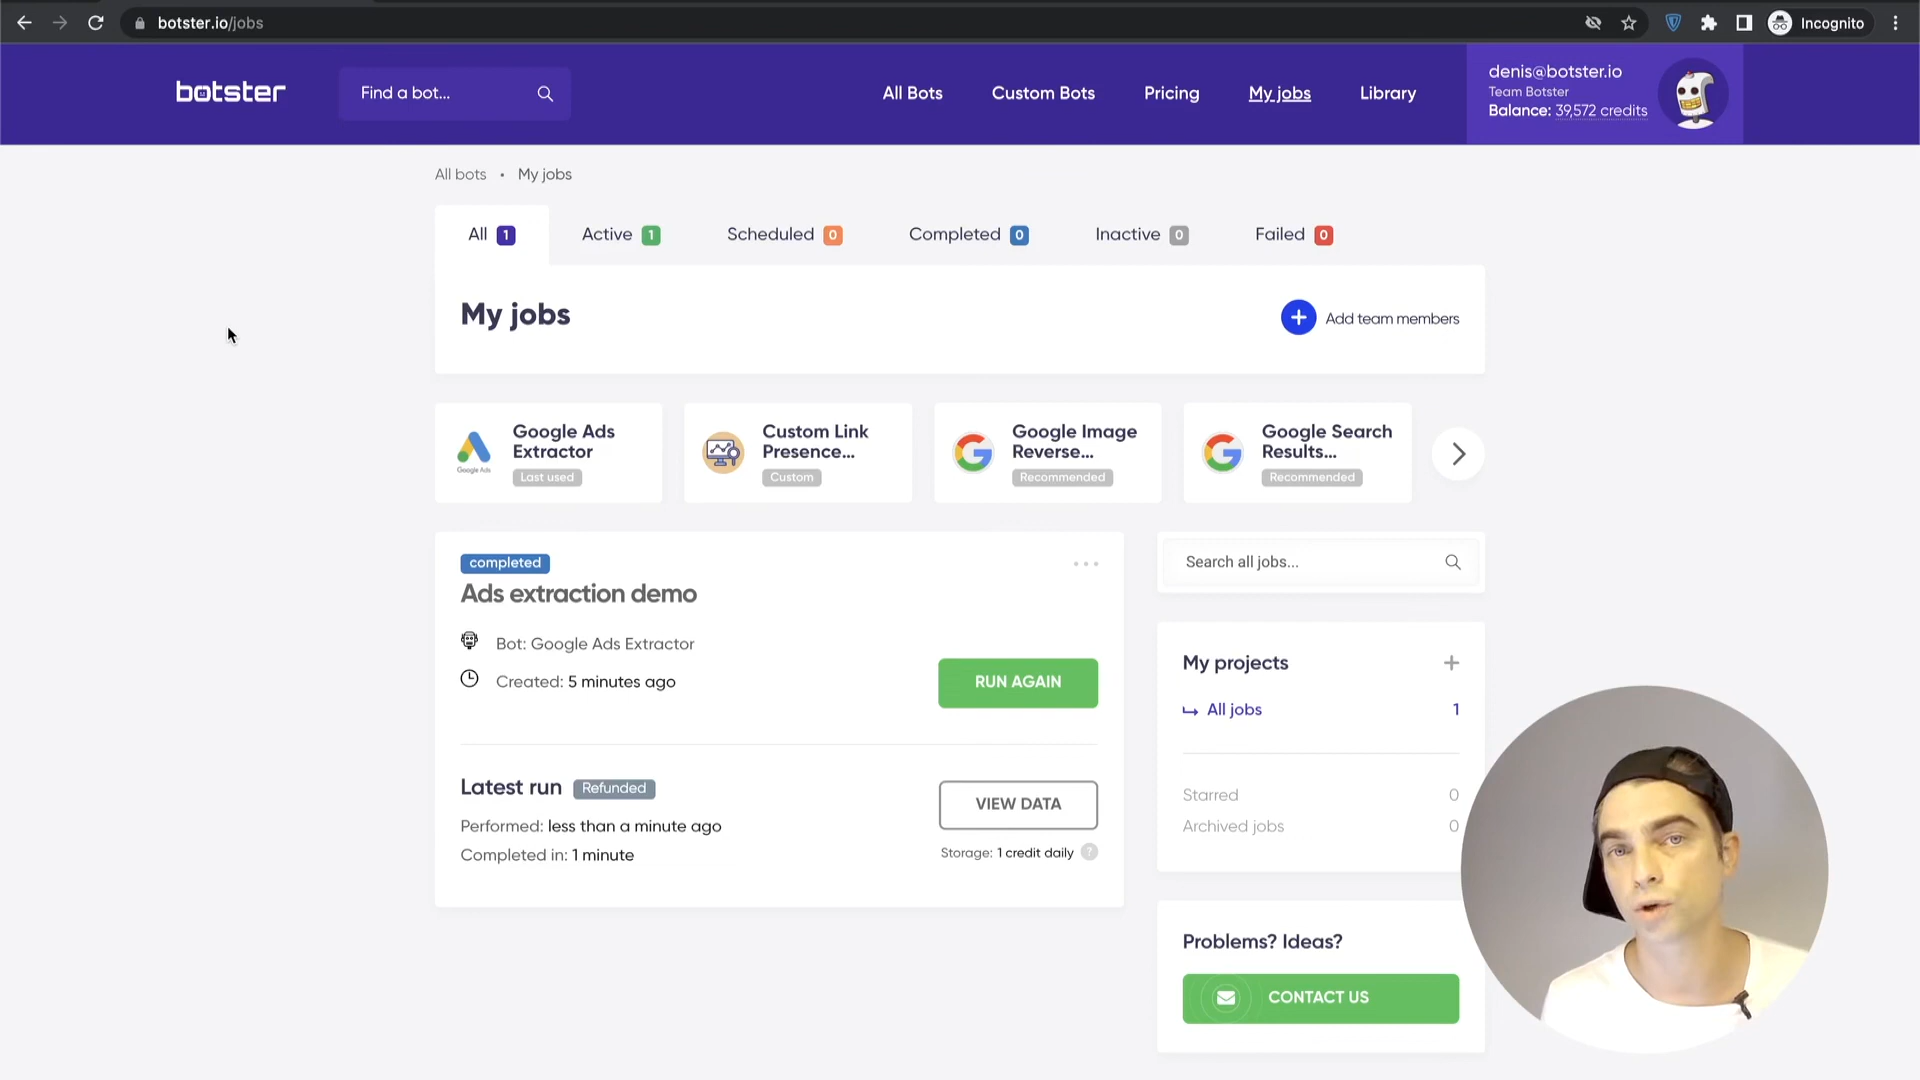 botster.io/jobs
Incognito
botster
Find a bot...
All Bots
Custom Bots
Pricing
My jobs
Library
denis@botster.io
Team Botster
Balance: 39,572 credits
All bots • My jobs
All 1
Active 1
Scheduled 0
Completed 0
Inactive 0
Failed 0
My jobs
Add team members
Google Ads
Google Ads
Extractor
Last used
Custom Link
Presence...
Custom
Google Image
Reverse...
Recommended
Google Search
Results...
Recommended
completed
Ads extraction demo
Bot: Google Ads Extractor
Created: 5 minutes ago
RUN AGAIN
Latest run Refunded
Performed: less than a minute ago
Completed in: 1 minute
VIEW DATA
Storage: 1 credit daily ?
Search all jobs...
My projects
All jobs 1
Starred 0
Archived jobs 0
Problems? Ideas?
CONTACT US